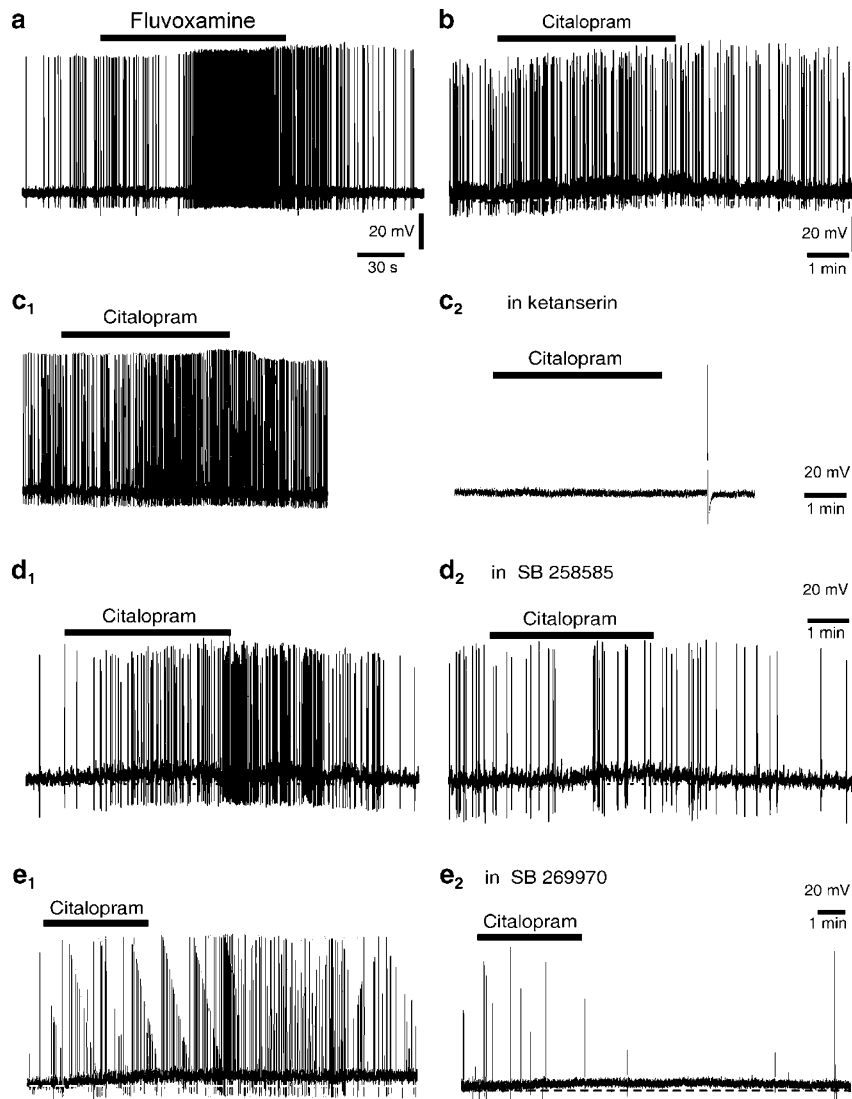 a
Fluvoxamine
20 mV
30 s
b
Citalopram
20 mV
1 min
c1
Citalopram
c2 in ketanserin
Citalopram
20 mV
1 min
d1
Citalopram
d2 in SB 258585
Citalopram
20 mV
1 min
e1
Citalopram
e2 in SB 269970
Citalopram
20 mV
1 min